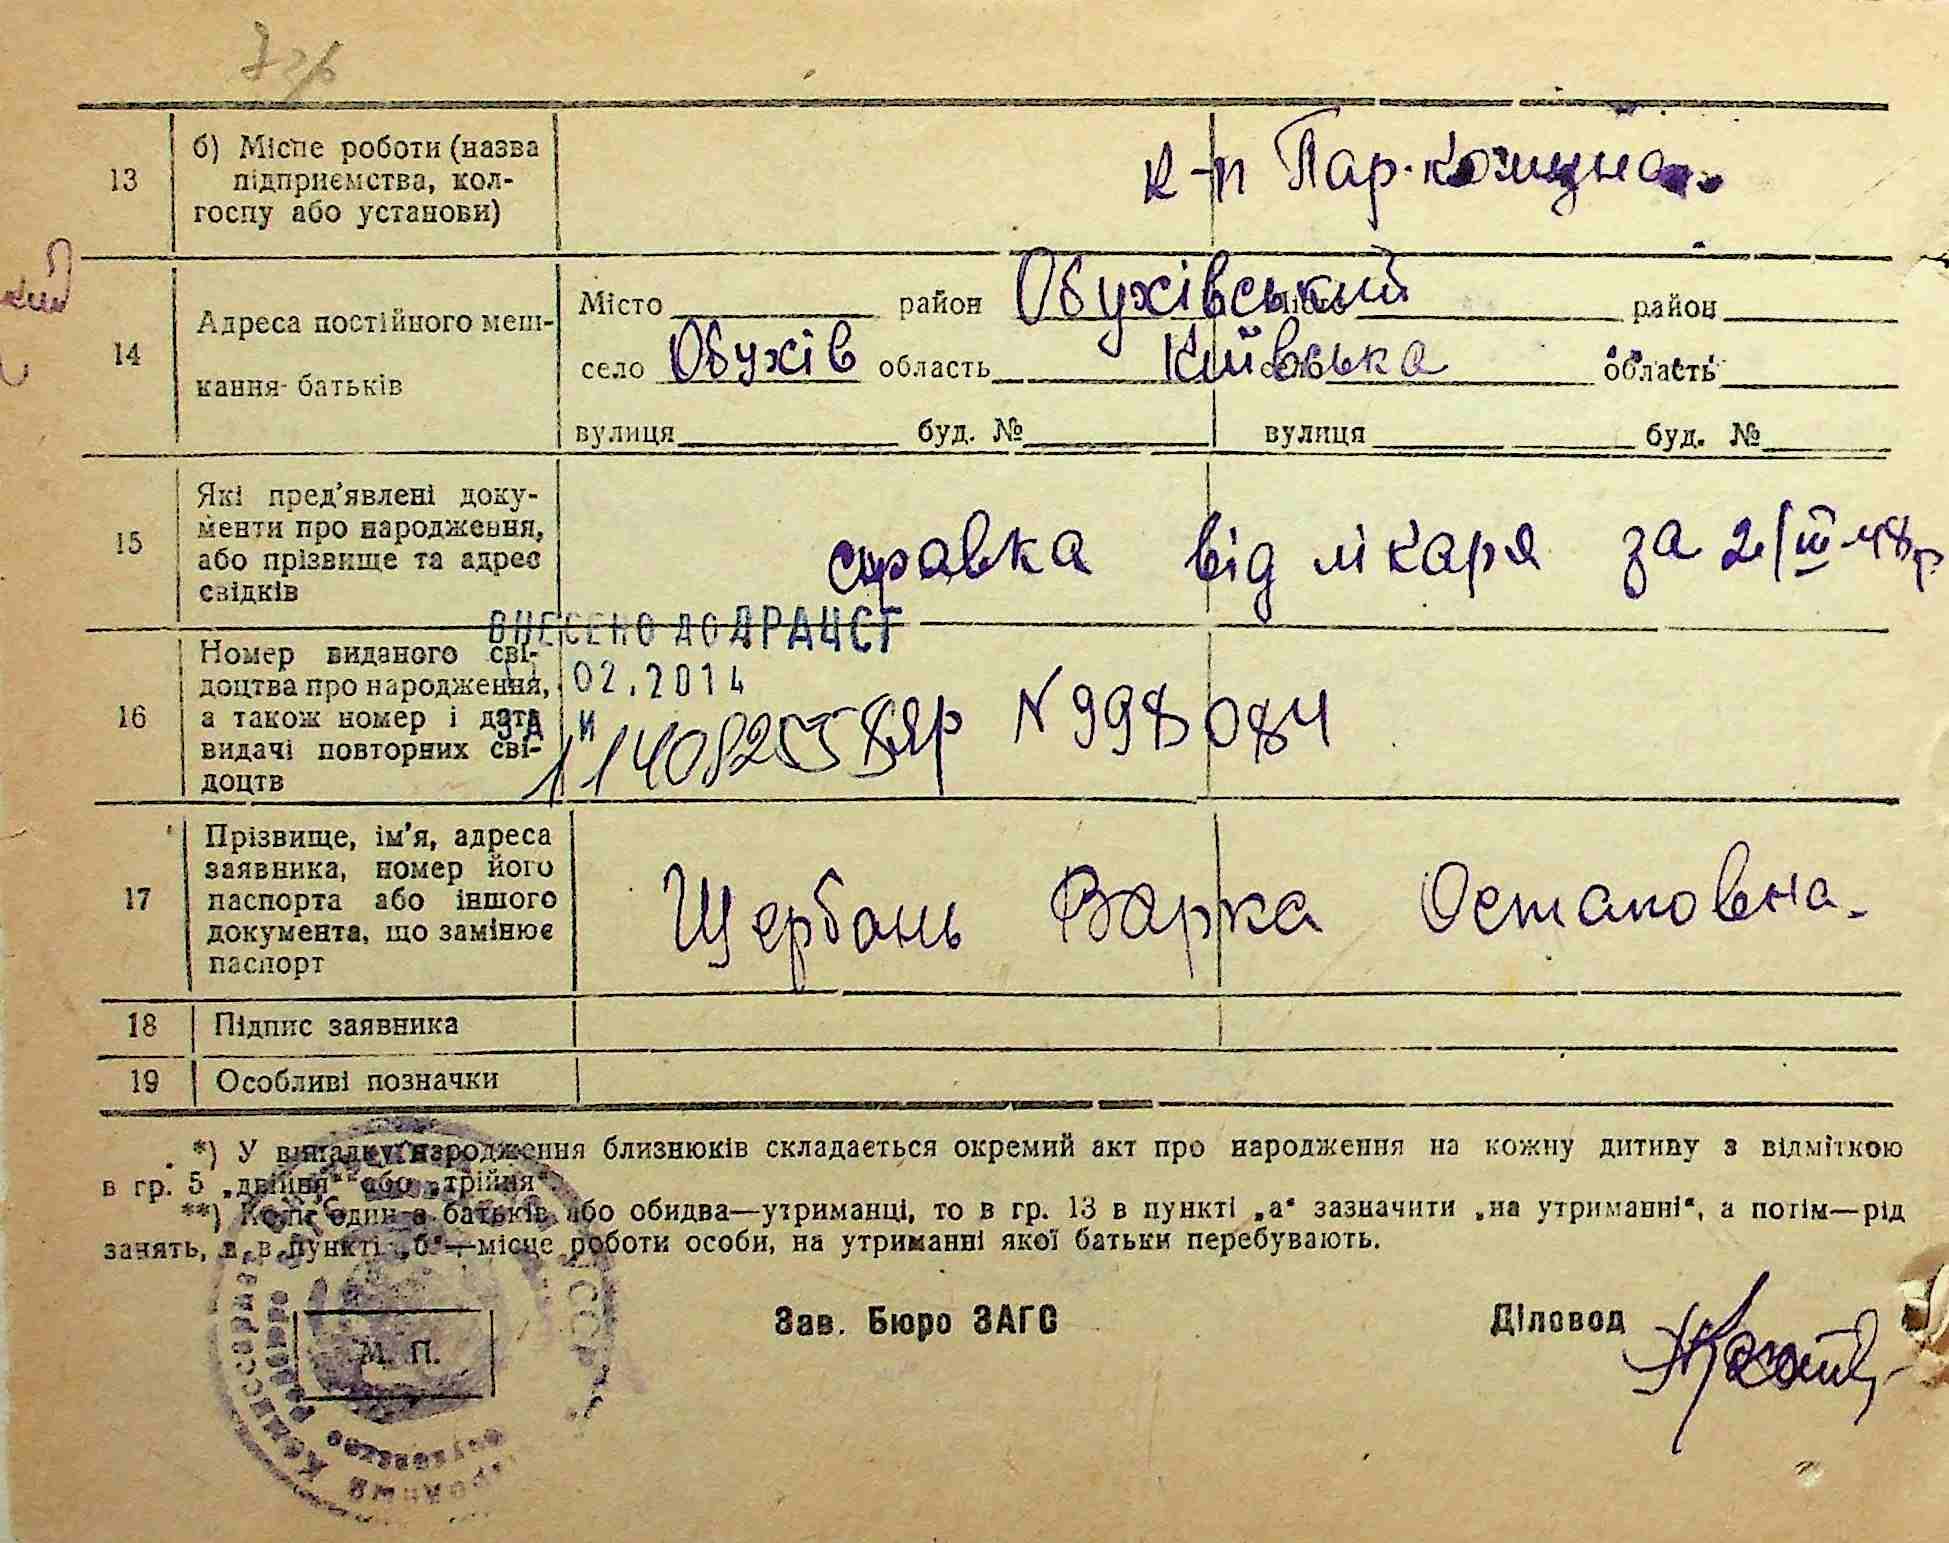 13
б) Місце роботи (назва
підприємства, кол-
госпу або установи)
к-п Пар. комуна
14
Адреса постійного меш-
кання батьків
Місто район Обухівський район
село Обухів область Київська область
вулиця буд. № вулиця буд. №
15
Які пред'явлені доку-
менти про народження,
або прізвище та адрес
свідків
справка від лікаря за 2/III-48р.
ВНЕСЕНО ДО ДРАЦСГ
02.2014
ЗА №
11408255
16
Номер виданого сві-
доцтва про народження,
а також номер і дата
видачі повторних сві-
доцтв
N 998084
17
Прізвище, ім'я, адреса
заявника, номер його
паспорта або іншого
документа, що замінює
паспорт
Щербань Варка Остаповна.
18 Підпис заявника
19 Особливі позначки
*) У випадку народження близнюків складається окремий акт про народження на кожну дитину з відміткою
в гр. 5 „двійня“ або „трійня“.
**) Коли один з батьків або обидва—утриманці, то в гр. 13 в пункті „а“ зазначити „на утриманні“, а потім—рід
занять, а в пункті „б“—місце роботи особи, на утриманні якої батьки перебувають.
М. П.
Зав. Бюро ЗАГС
Діловод